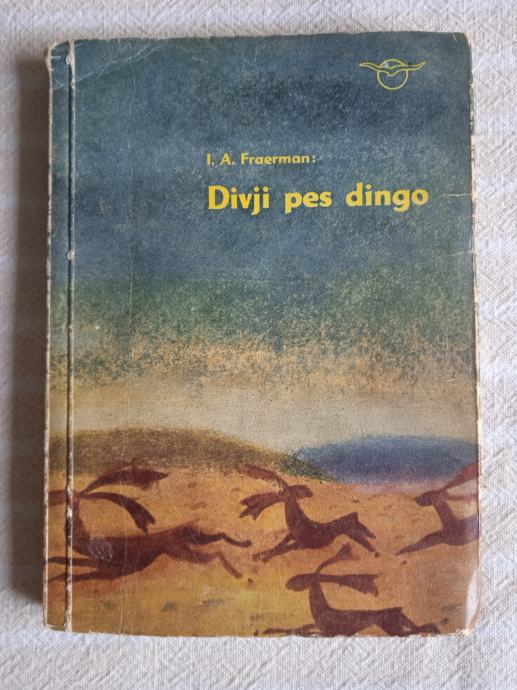 I. A. Fraerman:
Divji pes dingo